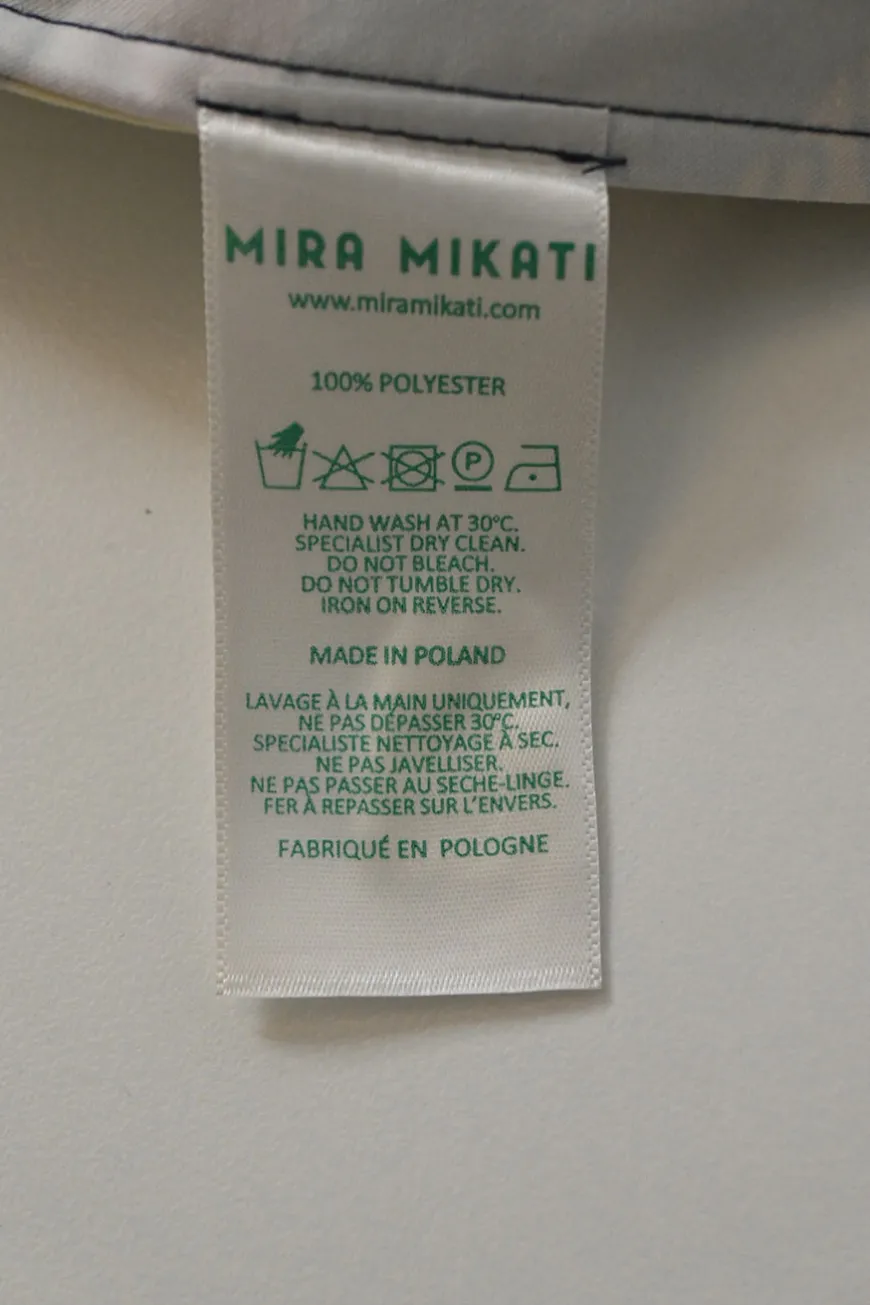 MIRA MIKATI
www.miramikati.com
100% POLYESTER
P
HAND WASH AT 30°C.
SPECIALIST DRY CLEAN.
DO NOT BLEACH.
DO NOT TUMBLE DRY.
IRON ON REVERSE.
MADE IN POLAND
LAVAGE À LA MAIN UNIQUEMENT,
NE PAS DÉPASSER 30°C.
SPECIALISTE NETTOYAGE À SEC.
NE PAS JAVELLISER.
NE PAS PASSER AU SECHE-LINGE.
FER À REPASSER SUR L'ENVERS.
FABRIQUÉ EN POLOGNE